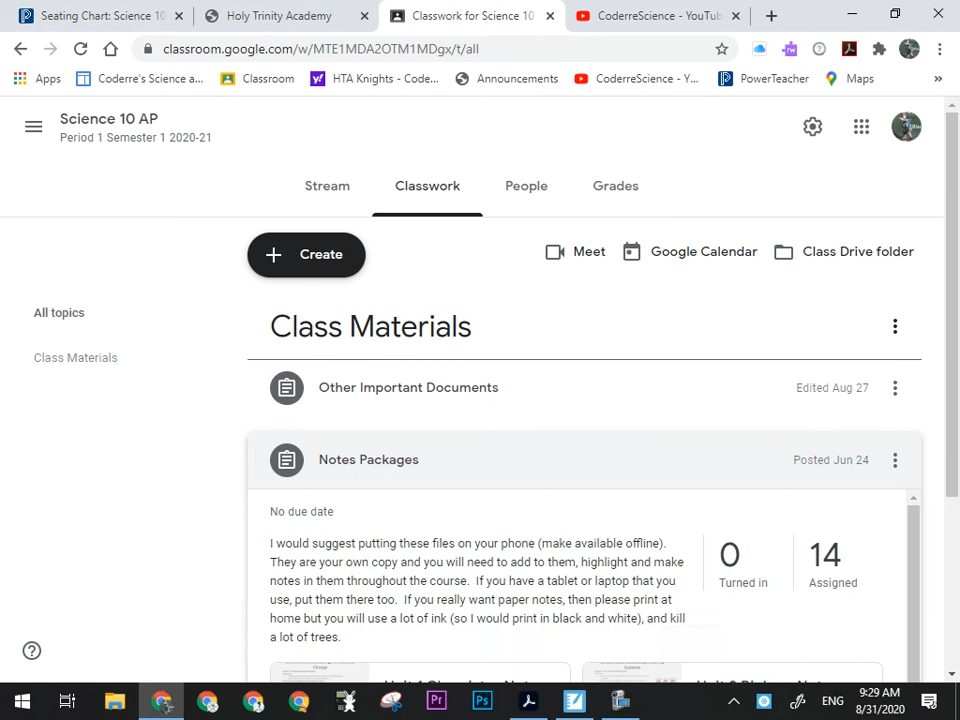 Seating Chart: Science 10
Holy Trinity Academy
Classwork for Science 10
CoderreScience - YouTub
classroom.google.com/w/MTE1MDA2OTM1MDgx/t/all
Apps
Coderre's Science a...
Classroom
HTA Knights - Code...
Announcements
CoderreScience - Y...
PowerTeacher
Maps
»
Science 10 AP
Period 1 Semester 1 2020-21
Stream
Classwork
People
Grades
Create
Meet
Google Calendar
Class Drive folder
All topics
Class Materials
Class Materials
Other Important Documents
Edited Aug 27
Notes Packages
Posted Jun 24
No due date
I would suggest putting these files on your phone (make available offline).
They are your own copy and you will need to add to them, highlight and make
notes in them throughout the course. If you have a tablet or laptop that you
use, put them there too. If you really want paper notes, then please print at
home but you will use a lot of ink (so I would print in black and white), and kill
a lot of trees.
0
Turned in
14
Assigned
ENG
9:29 AM
8/31/2020